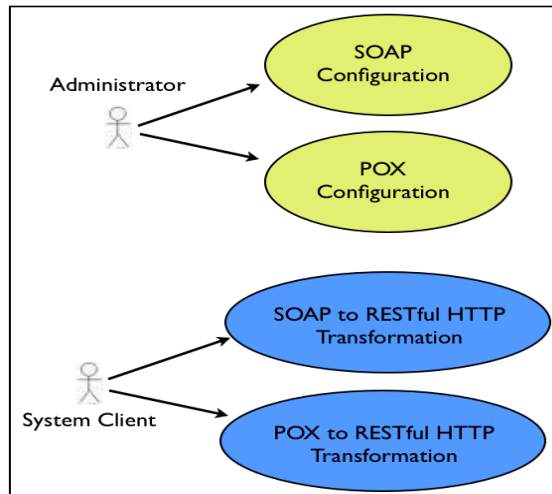 SOAP
Configuration
Administrator
POX
Configuration
SOAP to RESTful HTTP
Transformation
System Client
POX to RESTful HTTP
Transformation